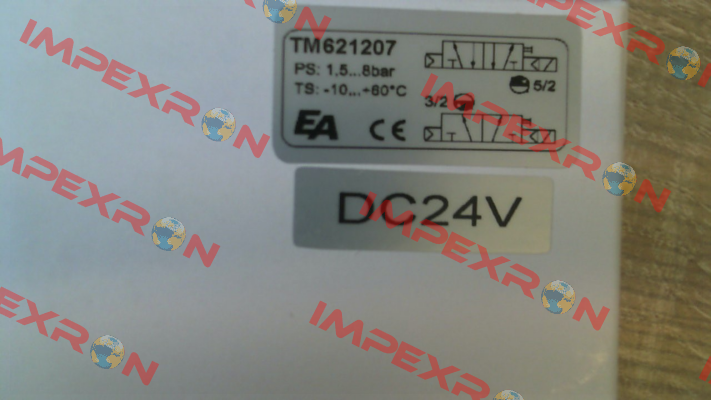 IMPEXRON
IMPEXRON
TM621207
PS: 1,5...8bar
TS: -10...+60°C
5/2
3/2
EA CE
IMPEXRON
IMPEXRON
DC24V
IMPEXRON
IMPEXRON
IMPEXRON